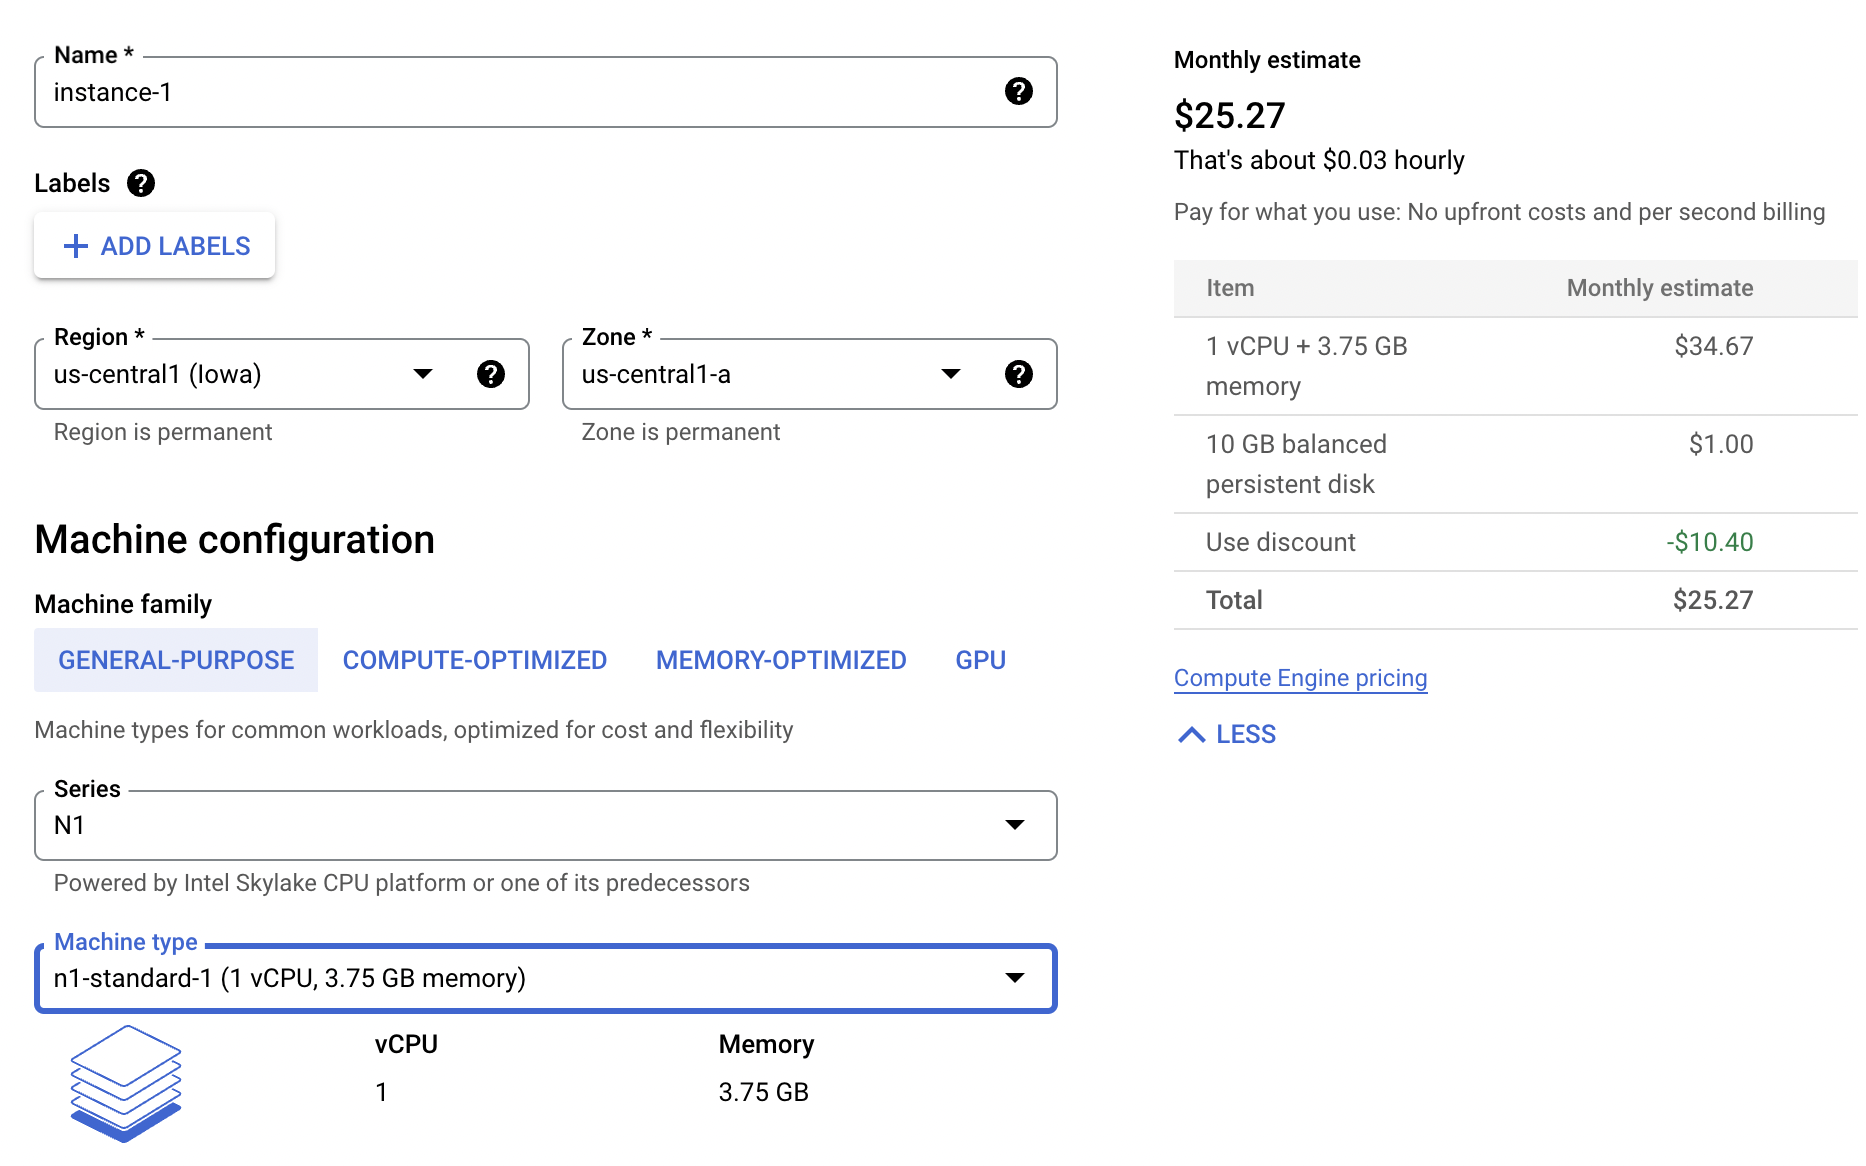 Name *
instance-1
Labels
ADD LABELS
Region *
us-central1 (Iowa)
Region is permanent
Zone *
us-central1-a
Zone is permanent
Machine configuration
Machine family
GENERAL-PURPOSE COMPUTE-OPTIMIZED MEMORY-OPTIMIZED GPU
Machine types for common workloads, optimized for cost and flexibility
Series
N1
Powered by Intel Skylake CPU platform or one of its predecessors
Machine type
n1-standard-1 (1 vCPU, 3.75 GB memory)
vCPU Memory
1 3.75 GB
Monthly estimate
$25.27
That's about $0.03 hourly
Pay for what you use: No upfront costs and per second billing
Item Monthly estimate
1 vCPU + 3.75 GB $34.67
memory
10 GB balanced $1.00
persistent disk
Use discount -$10.40
Total $25.27
Compute Engine pricing
LESS